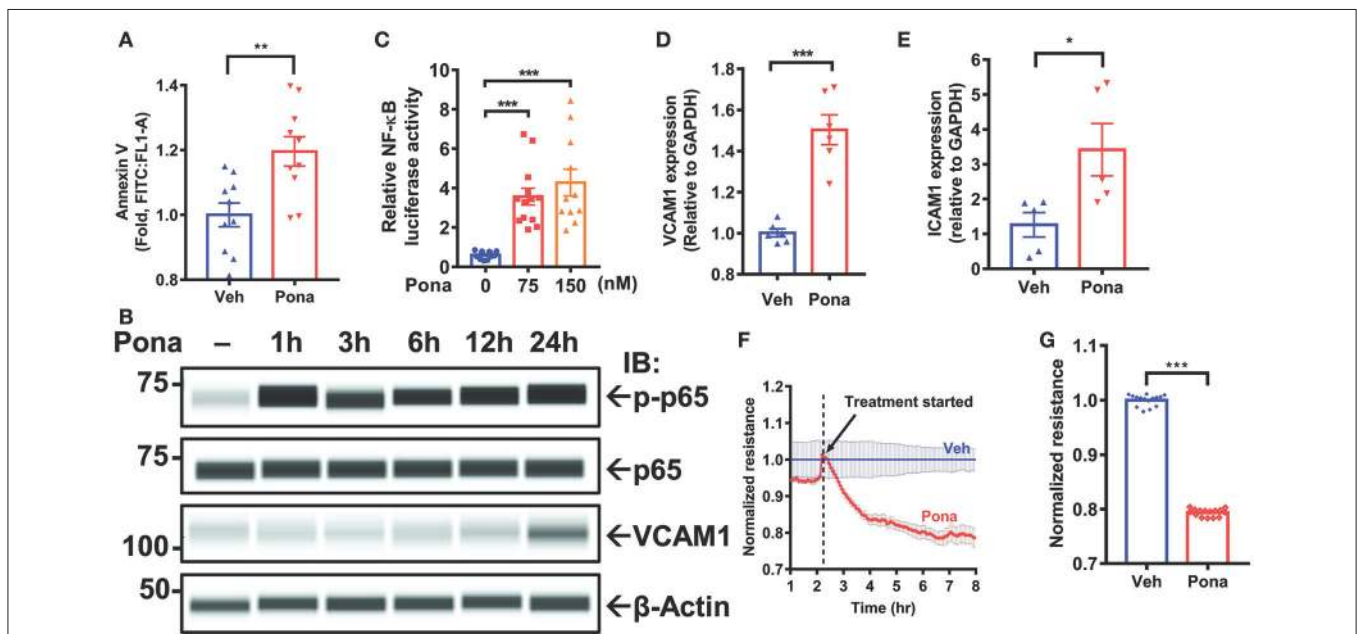 A
**
Annexin V
(Fold, FITC:FL1-A)
1.4
1.2
1.0
0.8
Veh Pona
C
***
***
Relative NF-κB
luciferase activity
10
8
6
4
2
0
Pona 0 75 150 (nM)
D
***
VCAM1 expression
(Relative to GAPDH)
1.8
1.6
1.4
1.2
1.0
0.8
Veh Pona
E
*
ICAM1 expression
(relative to GAPDH)
6
5
4
3
2
1
0
Veh Pona
B
Pona – 1h 3h 6h 12h 24h
IB:
75
←p-p65
75
←p65
100
←VCAM1
50
←β-Actin
F
Normalized resistance
1.2
1.1
1.0
0.9
0.8
0.7
Treatment started
Veh
Pona
1 2 3 4 5 6 7 8
Time (hr)
G
***
Normalized resistance
1.1
1.0
0.9
0.8
0.7
Veh Pona